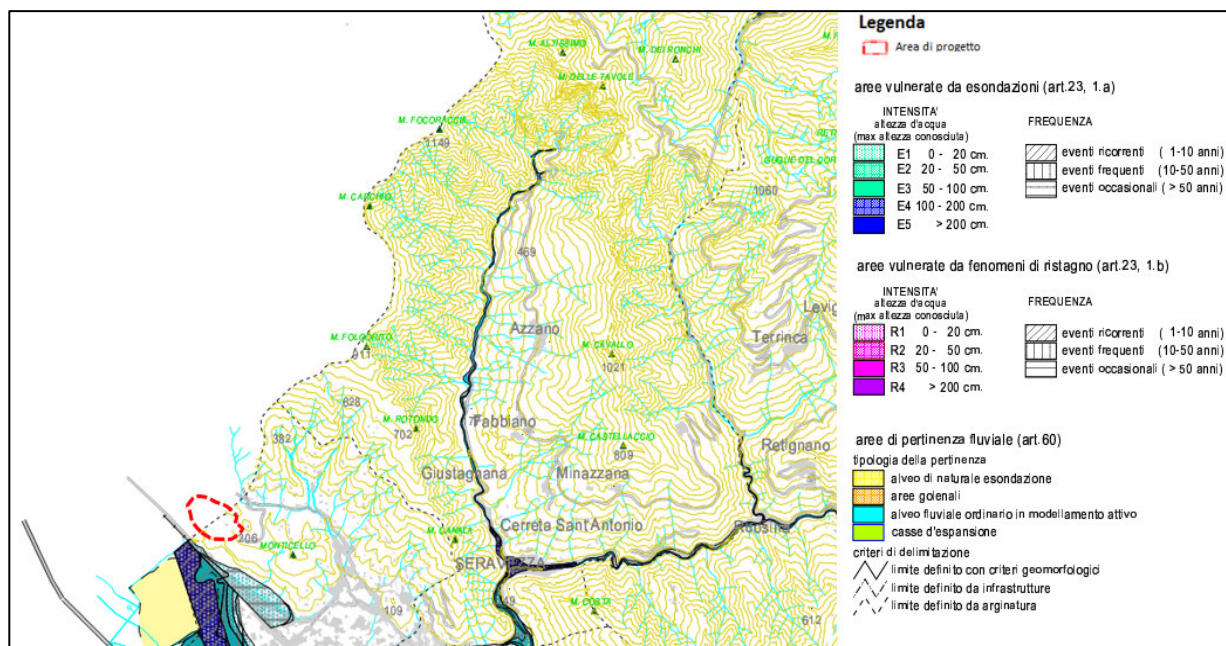 M. ALTISSIMO
M. DEI RONCHI
M. DELLE TAVOLE
M. FOCORACCIA
1149
1060
M. CARCHIO
469
Azzano
Levig
Terrinca
M. FOLGORITO
911
M. CAVALLO
1021
828
M. ROTONDO
702
Fabbiano
382
M. CASTELLACCIO
809
Retignano
Giustagnana
Minazzana
206
M. CANALA
Cerreta Sant'Antonio
Ruosina
MONTICELLO
SERAVEZZA
109
49
M. COSTA
612
Legenda
Area di progetto
aree vulnerate da esondazioni (art.23, 1.a)
INTENSITA'
altezza d'acqua
(max altezza conosciuta)
FREQUENZA
E1 0 - 20 cm.
E2 20 - 50 cm.
E3 50 - 100 cm.
E4 100 - 200 cm.
E5 > 200 cm.
eventi ricorrenti ( 1-10 anni)
eventi frequenti (10-50 anni)
eventi occasionali ( > 50 anni)
aree vulnerate da fenomeni di ristagno (art.23, 1.b)
INTENSITA'
altezza d'acqua
(max altezza conosciuta)
FREQUENZA
R1 0 - 20 cm.
R2 20 - 50 cm.
R3 50 - 100 cm.
R4 > 200 cm.
eventi ricorrenti ( 1-10 anni)
eventi frequenti (10-50 anni)
eventi occasionali ( > 50 anni)
aree di pertinenza fluviale (art.60)
tipologia della pertinenza
alveo di naturale esondazione
aree golenali
alveo fluviale ordinario in modellamento attivo
casse d'espansione
criteri di delimitazione
limite definito con criteri geomorfologici
limite definito da infrastrutture
limite definito da arginatura